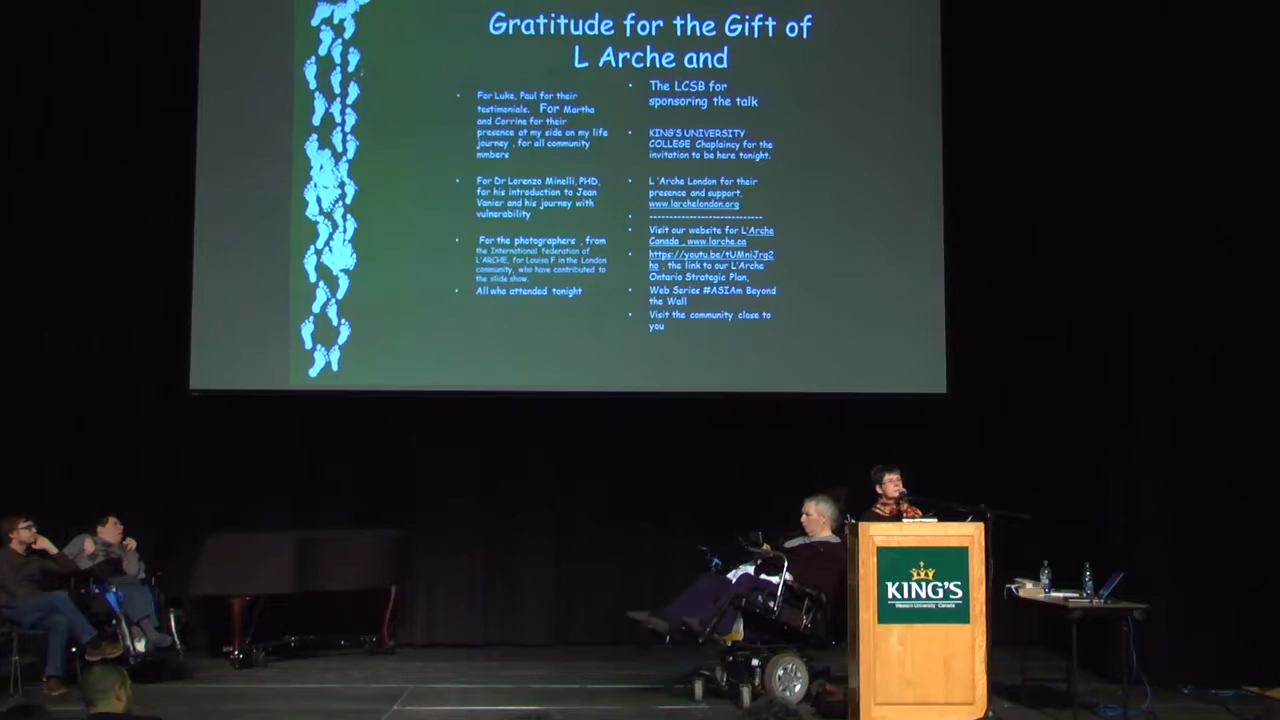 Gratitude for the Gift of
L Arche and
For Luke, Paul for their
testimonials. For Martha
and Corrine for their
presence at my side on my life
journey , for all community
mmbers
For Dr Lorenzo Minelli, PHD,
for his introduction to Jean
Vanier and his journey with
vulnerability
For the photographers , from
the International Federation of
L'ARCHE, for Louisa F in the London
community, who have contributed to
the slide show.
All who attended tonight
The LCSB for
sponsoring the talk
KING'S UNIVERSITY
COLLEGE Chaplaincy for the
invitation to be here tonight.
L 'Arche London for their
presence and support,
www.larchelondon.org
----------------------------
Visit our website for L'Arche
Canada , www.larche.ca
https://youtu.be/tUMniJrg2
ho , the link to our L'Arche
Ontario Strategic Plan,
Web Series #ASIAm Beyond
the Wall
Visit the community close to
you
KING'S
Western University Canada